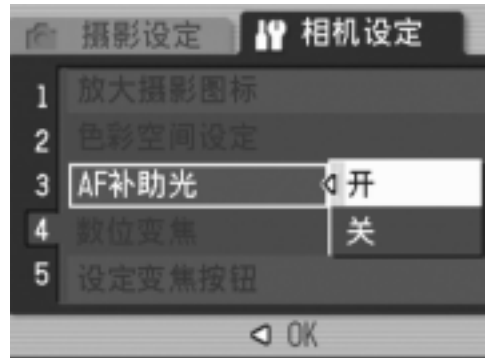 摄影设定 相机设定
1 放大摄影图标
2 色彩空间设定
3 AF补助光 开
4 数位变焦 关
5 设定变焦按钮
OK